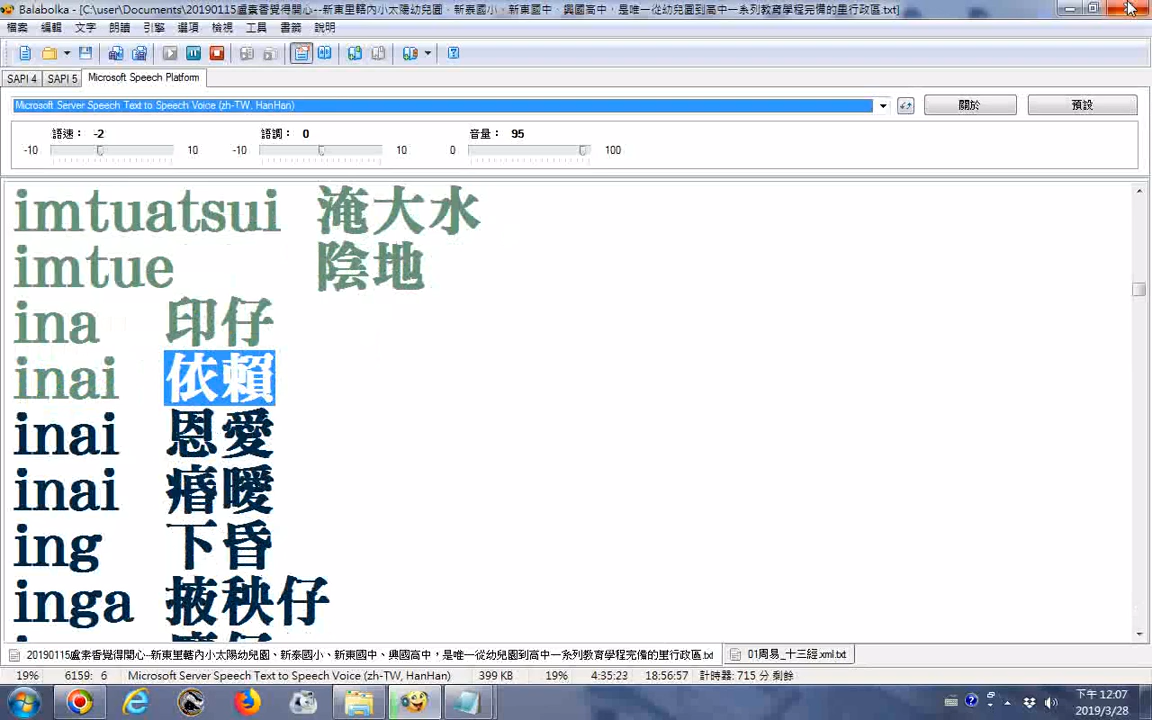 Balabolka - [C:\user\Documents\20190115盧素香覺得開心--新東里轄內小太陽幼兒園、新泰國小、新東國中、興國高中，是唯一從幼兒園到高中一系列教育學程完備的里行政區.txt]
檔案 編輯 文字 朗讀 引擎 選項 檢視 工具 書籤 說明
SAPI 4 SAPI 5 Microsoft Speech Platform
Microsoft Server Speech Text to Speech Voice (zh-TW, HanHan) 關於 預設
語速： -2 語調： 0 音量： 95
-10 10 -10 10 0 100
imtuatsui 淹大水
imtue 陰地
ina 印仔
inai 依賴
inai 恩愛
inai 㾾曖
ing 下昏
inga 掖秧仔
20190115盧素香覺得開心--新東里轄內小太陽幼兒園、新泰國小、新東國中、興國高中，是唯一從幼兒園到高中一系列教育學程完備的里行政區.txt 01周易_十三經.xml.txt
19% 6159: 6 Microsoft Server Speech Text to Speech Voice (zh-TW, HanHan) 399 KB 19% 4:35:23 18:56:57 計時器: 715 分 剩餘
下午 12:07
2019/3/28